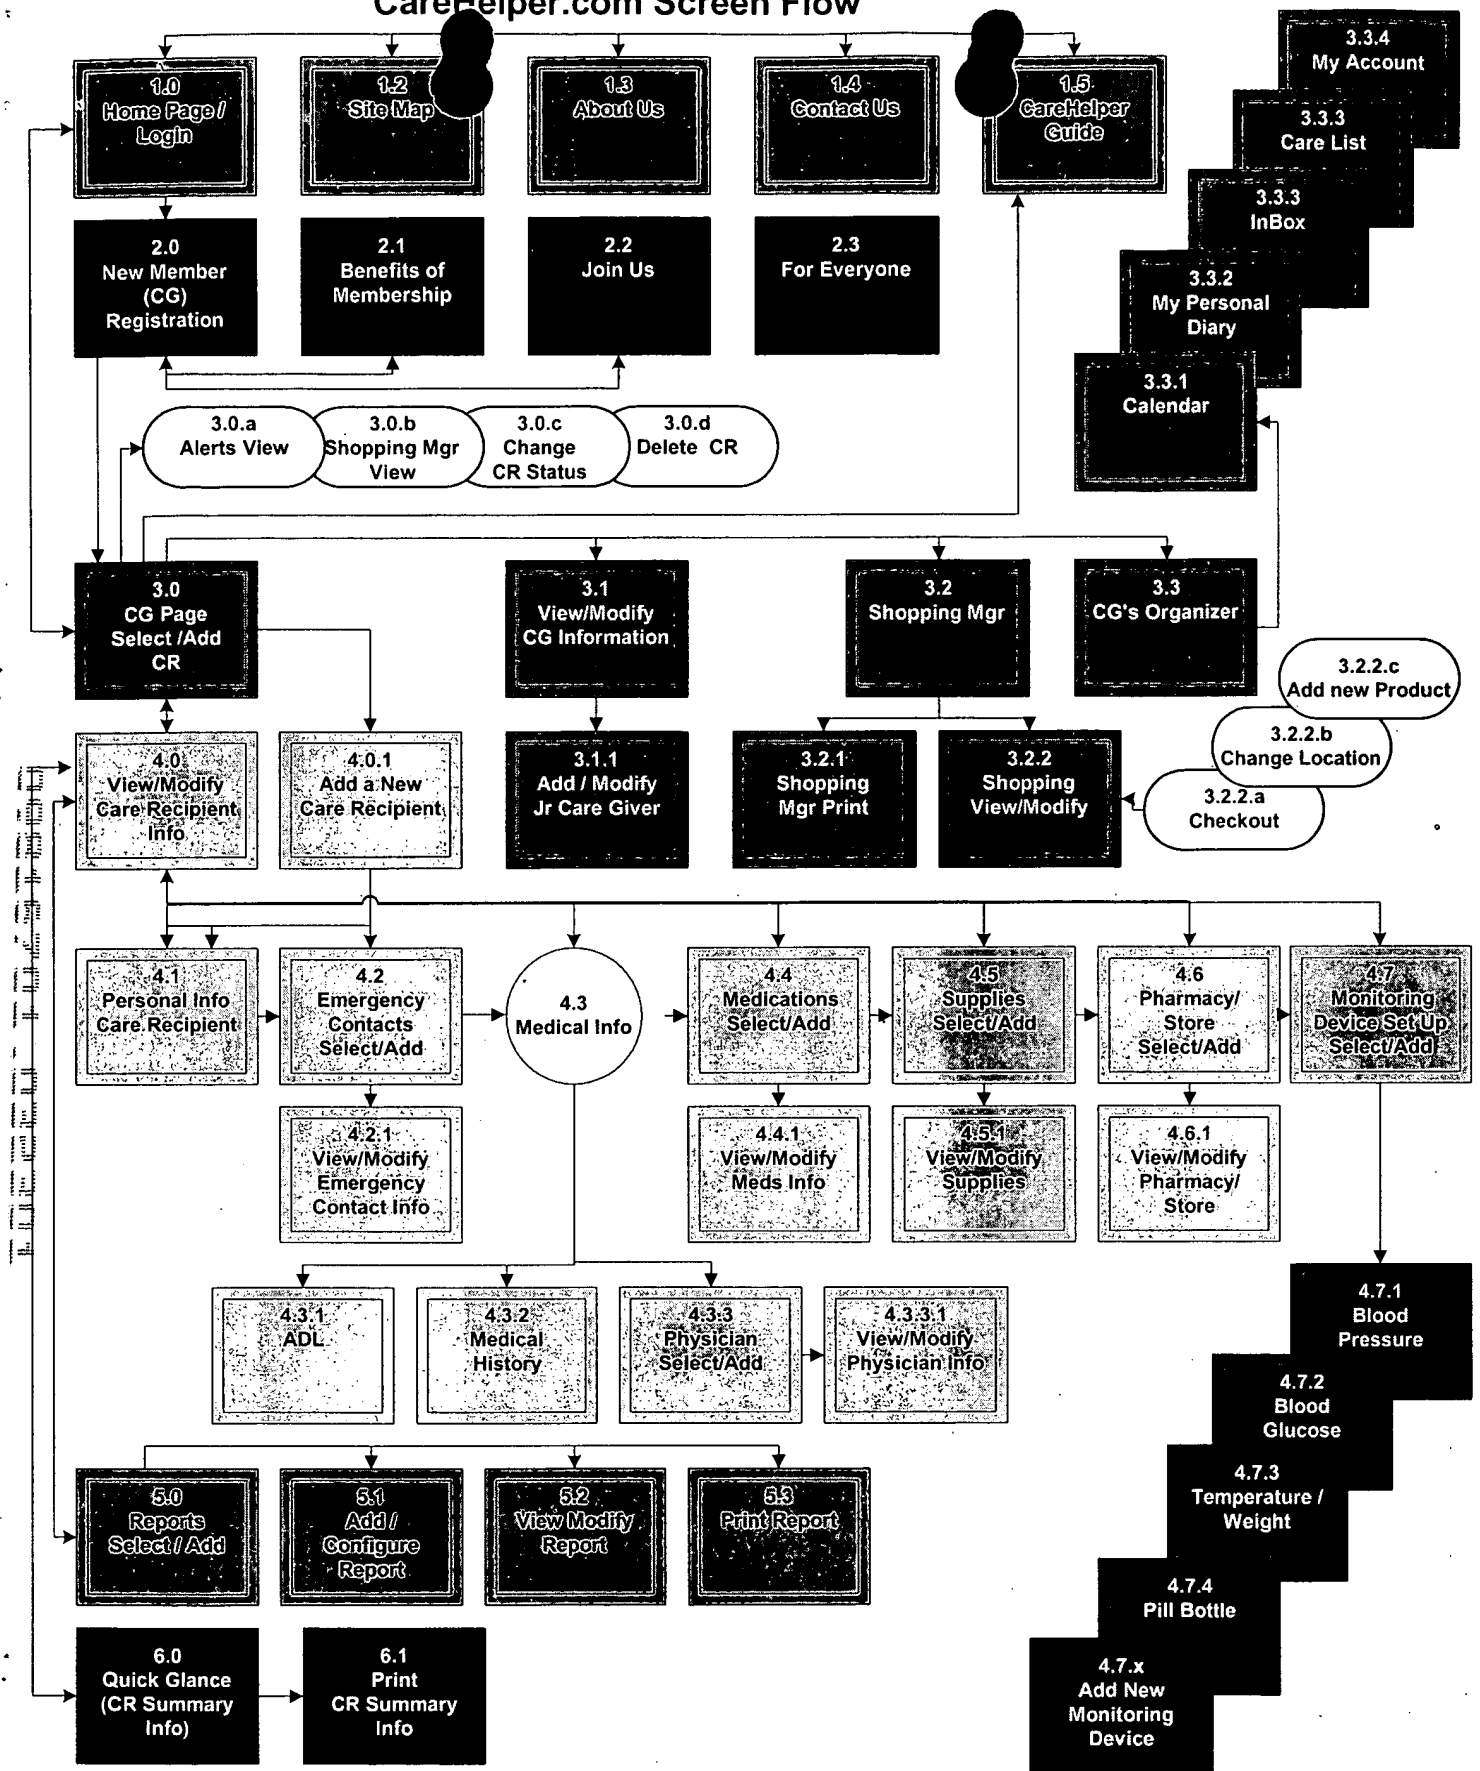 CareHelper.com Screen Flow
1.0
Home Page /
Login
1.2
Site Map
1.3
About Us
1.4
Contact Us
1.5
CareHelper
Guide
3.3.4
My Account
3.3.3
Care List
3.3.3
InBox
3.3.2
My Personal
Diary
3.3.1
Calendar
2.0
New Member
(CG)
Registration
2.1
Benefits of
Membership
2.2
Join Us
2.3
For Everyone
3.0.a
Alerts View
3.0.b
Shopping Mgr
View
3.0.c
Change
CR Status
3.0.d
Delete CR
3.0
CG Page
Select /Add
CR
3.1
View/Modify
CG Information
3.2
Shopping Mgr
3.3
CG's Organizer
3.2.2.c
Add new Product
3.2.2.b
Change Location
3.2.2.a
Checkout
4.0
View/Modify
Care Recipient
Info
4.0.1
Add a New
Care Recipient
3.1.1
Add / Modify
Jr Care Giver
3.2.1
Shopping
Mgr Print
3.2.2
Shopping
View/Modify
4.1
Personal Info
Care Recipient
4.2
Emergency
Contacts
Select/Add
4.3
Medical Info
4.4
Medications
Select/Add
4.5
Supplies
Select/Add
4.6
Pharmacy/
Store
Select/Add
4.7
Monitoring
Device Set Up
Select/Add
4.2.1
View/Modify
Emergency
Contact Info
4.4.1
View/Modify
Meds Info
4.5.1
View/Modify
Supplies
4.6.1
View/Modify
Pharmacy/
Store
4.3.1
ADL
4.3.2
Medical
History
4.3.3
Physician
Select/Add
4.3.3.1
View/Modify
Physician Info
4.7.1
Blood
Pressure
4.7.2
Blood
Glucose
4.7.3
Temperature /
Weight
4.7.4
Pill Bottle
4.7.x
Add New
Monitoring
Device
5.0
Reports
Select / Add
5.1
Add /
Configure
Report
5.2
View Modify
Report
5.3
Print Report
6.0
Quick Glance
(CR Summary
Info)
6.1
Print
CR Summary
Info